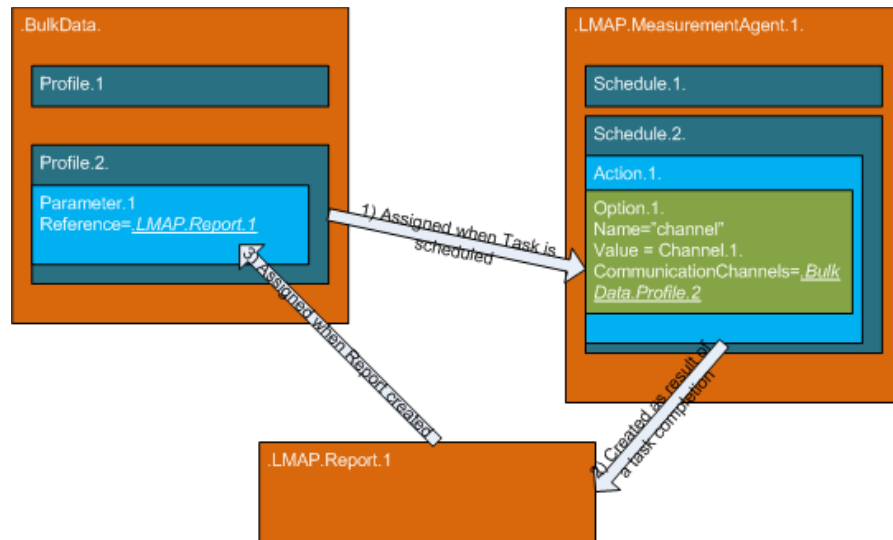 .BulkData.
Profile.1
Profile.2.
Parameter.1
Reference=.LMAP.Report.1
.LMAP.MeasurementAgent.1.
Schedule.1.
Schedule.2.
Action.1.
Option.1.
Name="channel"
Value = Channel.1.
CommunicationChannels=.Bulk
Data.Profile.2
1) Assigned when Task is
scheduled
2) Created as result of
a task completion
3) Assigned when Report created
.LMAP.Report.1